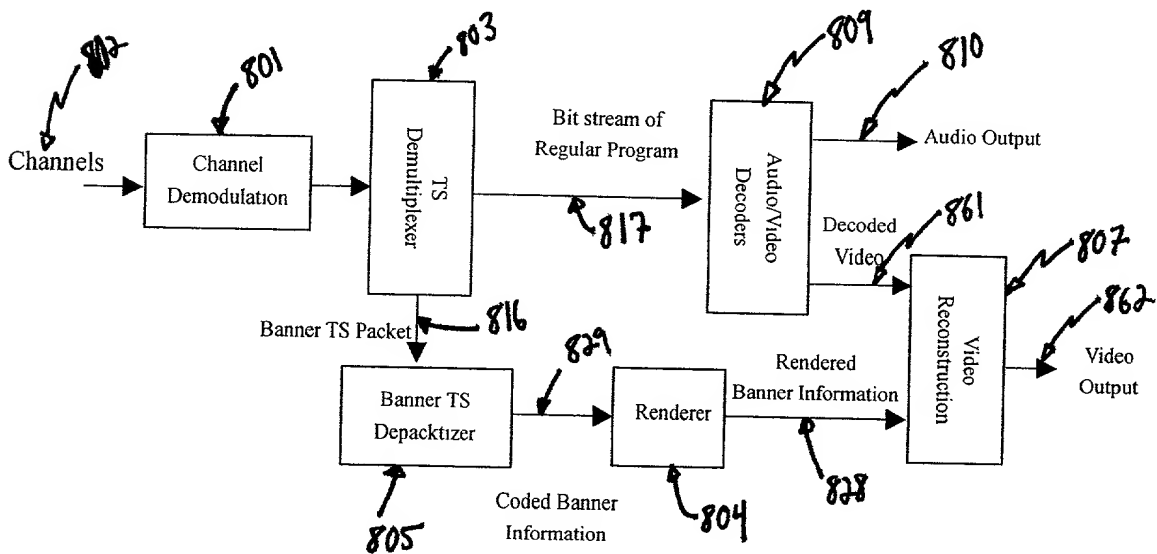 802
801
803
809
810
Channels
Channel
Demodulation
TS
Demultiplexer
Bit stream of
Regular Program
817
Audio/Video
Decoders
Audio Output
Decoded
Video
861
807
862
Video
Reconstruction
Video
Output
Banner TS Packet
816
829
Banner TS
Depacktizer
Renderer
Rendered
Banner Information
828
805
Coded Banner
Information
804